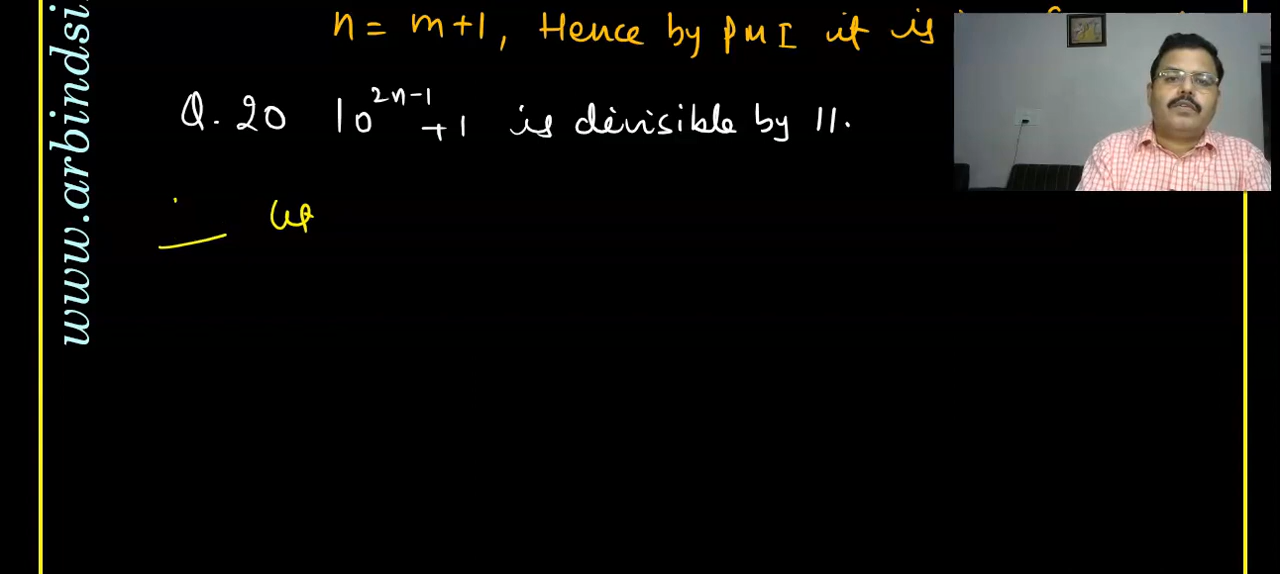 n = m+1, Hence by PMI it is
Q. 20 10^{2n-1} + 1 is divisible by 11.
www.arbindsi